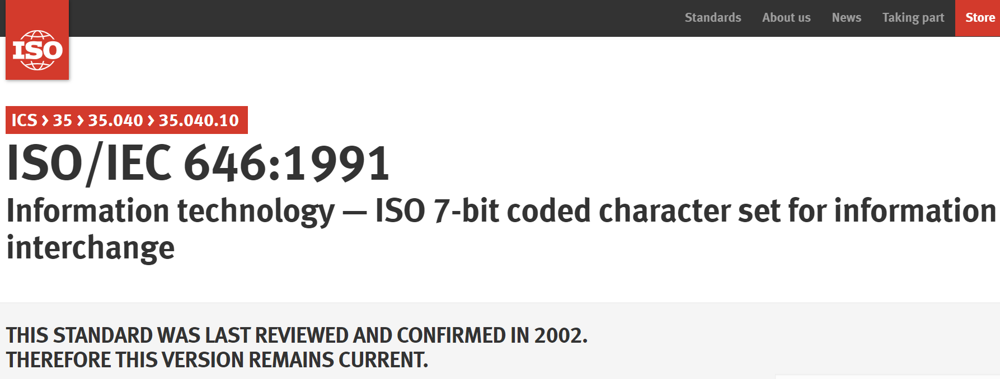 Standards About us News Taking part Store
ISO
ICS > 35 > 35.040 > 35.040.10
ISO/IEC 646:1991
Information technology — ISO 7-bit coded character set for information
interchange
THIS STANDARD WAS LAST REVIEWED AND CONFIRMED IN 2002.
THEREFORE THIS VERSION REMAINS CURRENT.